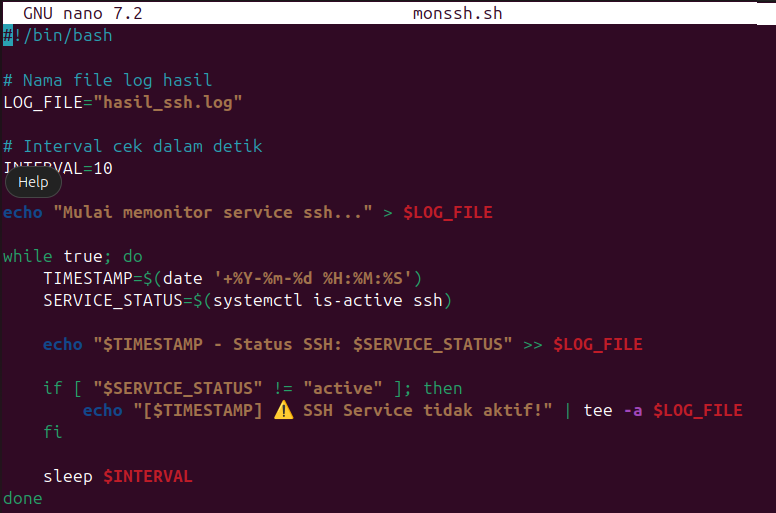 GNU nano 7.2 monssh.sh
#!/bin/bash
# Nama file log hasil
LOG_FILE="hasil_ssh.log"
# Interval cek dalam detik
INTERVAL=10
Help
echo "Mulai memonitor service ssh..." > $LOG_FILE
while true; do
    TIMESTAMP=$(date '+%Y-%m-%d %H:%M:%S')
    SERVICE_STATUS=$(systemctl is-active ssh)
    echo "$TIMESTAMP - Status SSH: $SERVICE_STATUS" >> $LOG_FILE
    if [ "$SERVICE_STATUS" != "active" ]; then
        echo "[$TIMESTAMP] ⚠️ SSH Service tidak aktif!" | tee -a $LOG_FILE
    fi
    sleep $INTERVAL
done